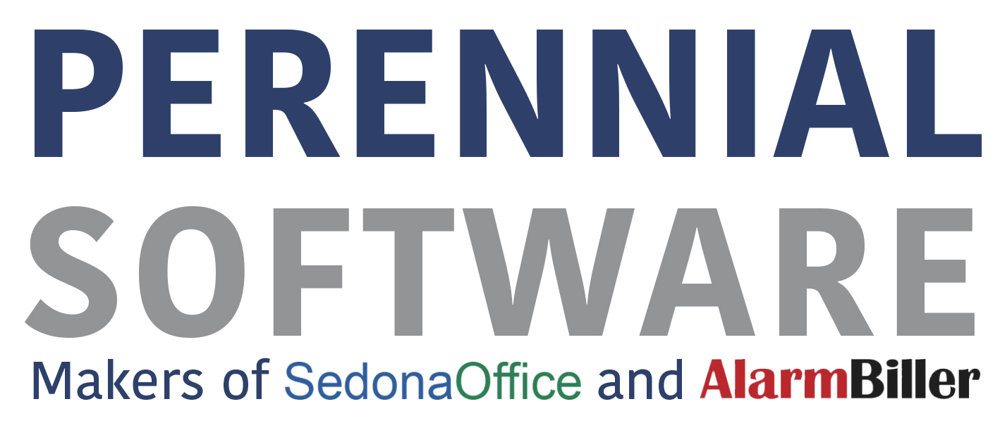 PERENNIAL
SOFTWARE
Makers of SedonaOffice and AlarmBiller